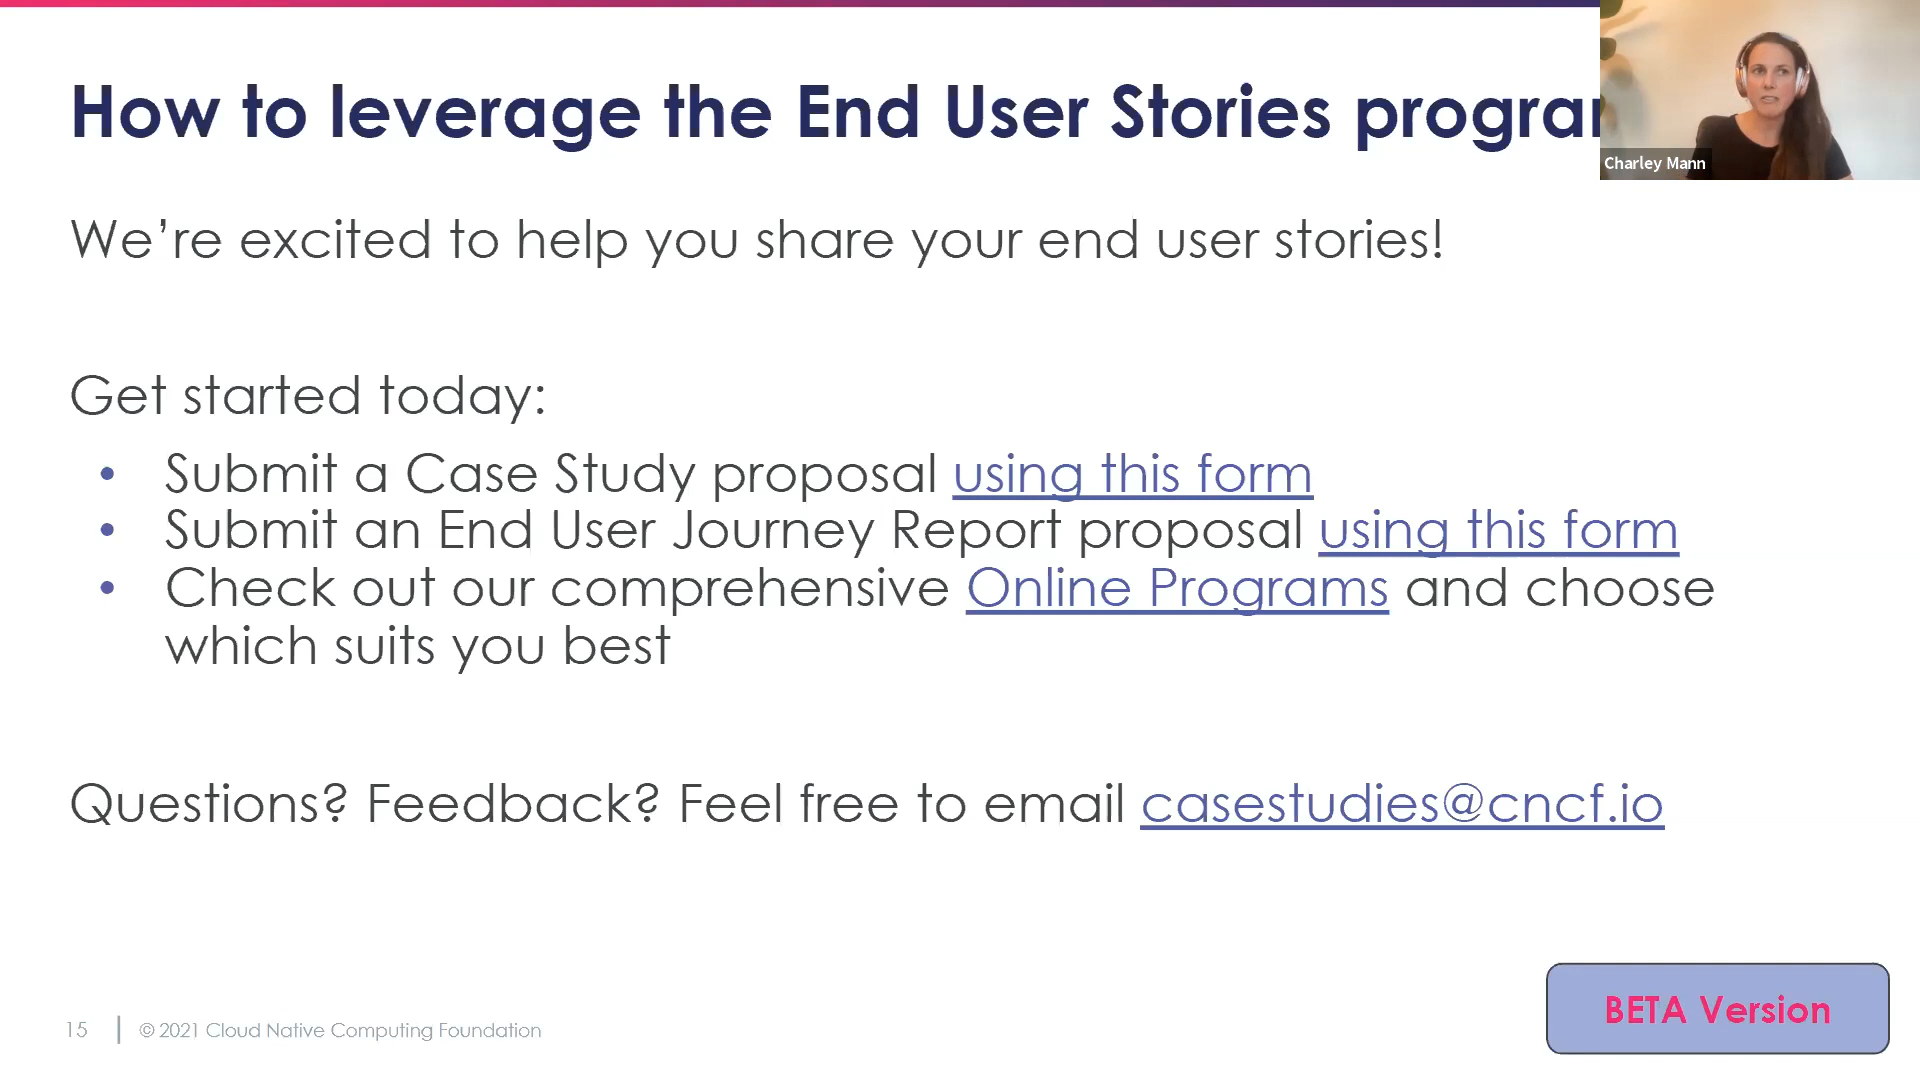 How to leverage the End User Stories
Charley Mann
We’re excited to help you share your end user stories!
Get started today:
• Submit a Case Study proposal using this form
• Submit an End User Journey Report proposal using this form
• Check out our comprehensive Online Programs and choose
which suits you best
Questions? Feedback? Feel free to email casestudies@cncf.io
BETA Version
15 | © 2021 Cloud Native Computing Foundation